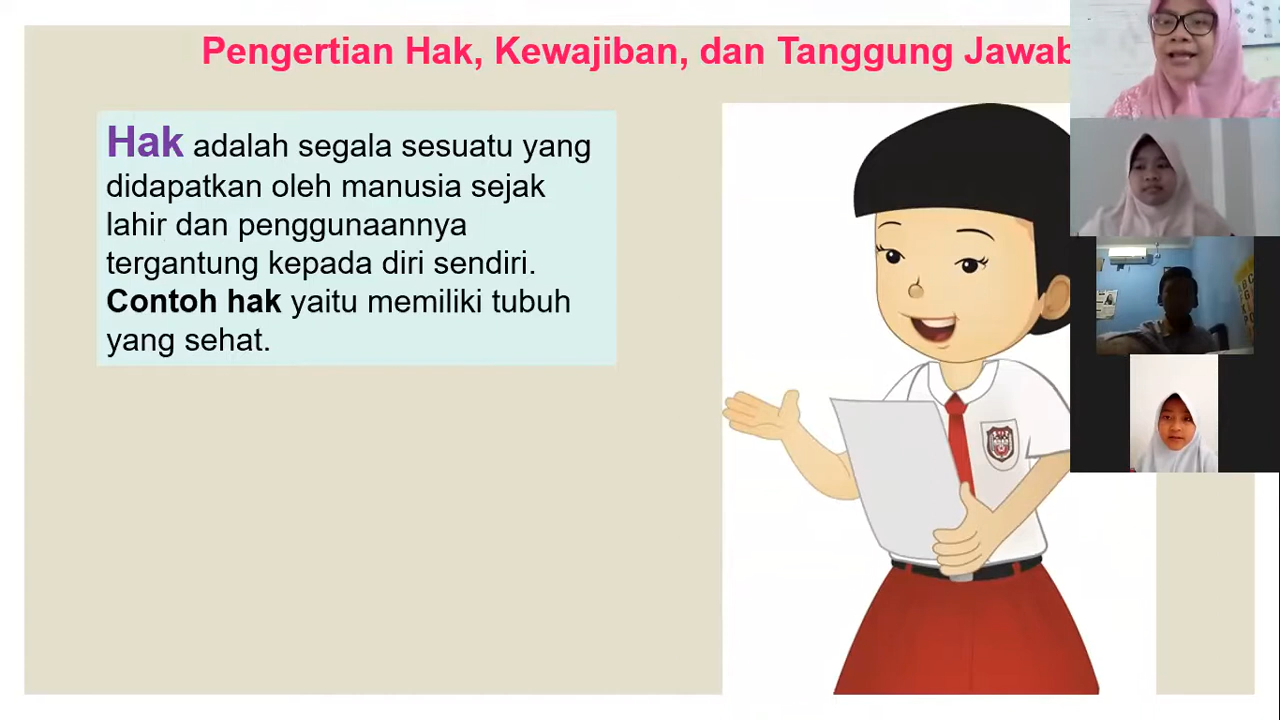 Pengertian Hak, Kewajiban, dan Tanggung Jawab
Hak adalah segala sesuatu yang
didapatkan oleh manusia sejak
lahir dan penggunaannya
tergantung kepada diri sendiri.
Contoh hak yaitu memiliki tubuh
yang sehat.